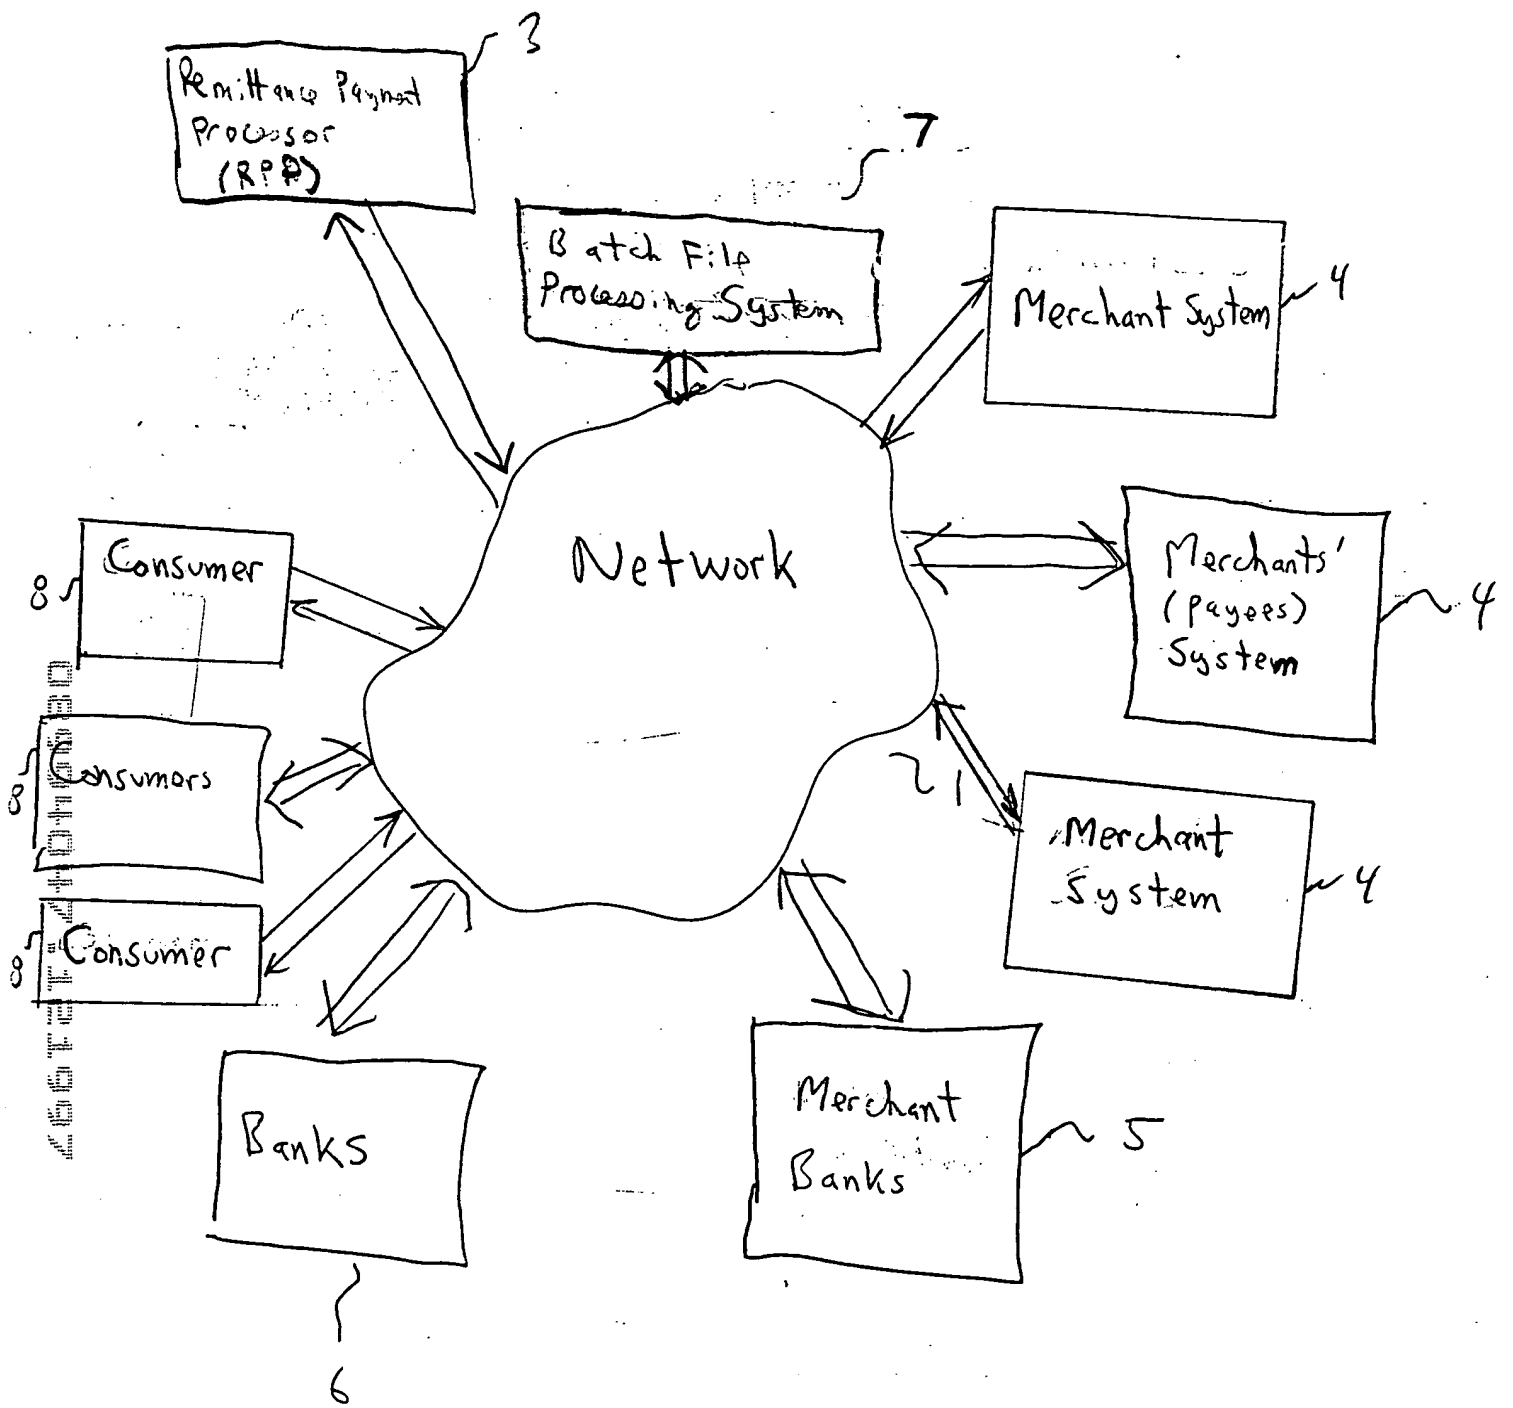 3
Remittance Payment
Processor
(RPP)
7
Batch File
Processing System
Merchant System
4
Network
Consumer
8
Merchants'
(payees)
System
4
Consumers
8
1
Merchant
System
4
Consumer
8
Banks
6
Merchant
Banks
5